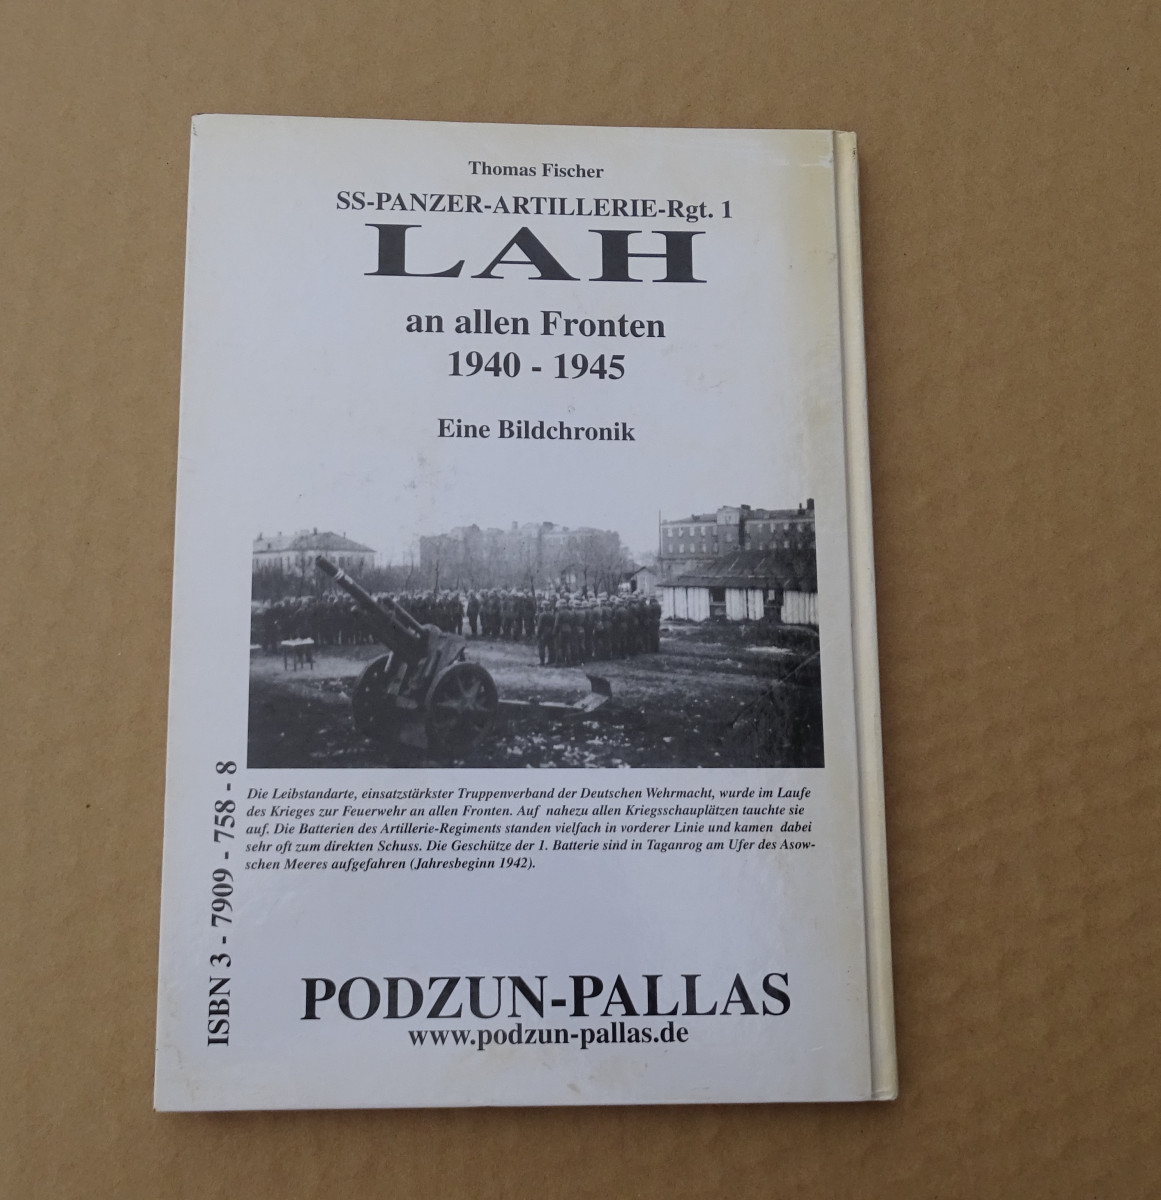 Thomas Fischer
SS-PANZER-ARTILLERIE-Rgt. 1
LAH
an allen Fronten
1940 - 1945
Eine Bildchronik
Die Leibstandarte, einsatzstärkster Truppenverband der Deutschen Wehrmacht, wurde im Laufe
des Krieges zur Feuerwehr an allen Fronten. Auf nahezu allen Kriegsschauplätzen tauchte sie
auf. Die Batterien des Artillerie-Regiments standen vielfach in vorderer Linie und kamen dabei
sehr oft zum direkten Schuss. Die Geschütze der 1. Batterie sind in Taganrog am Ufer des Asow-
schen Meeres aufgefahren (Jahresbeginn 1942).
ISBN 3 - 7909 - 758 - 8
PODZUN-PALLAS
www.podzun-pallas.de